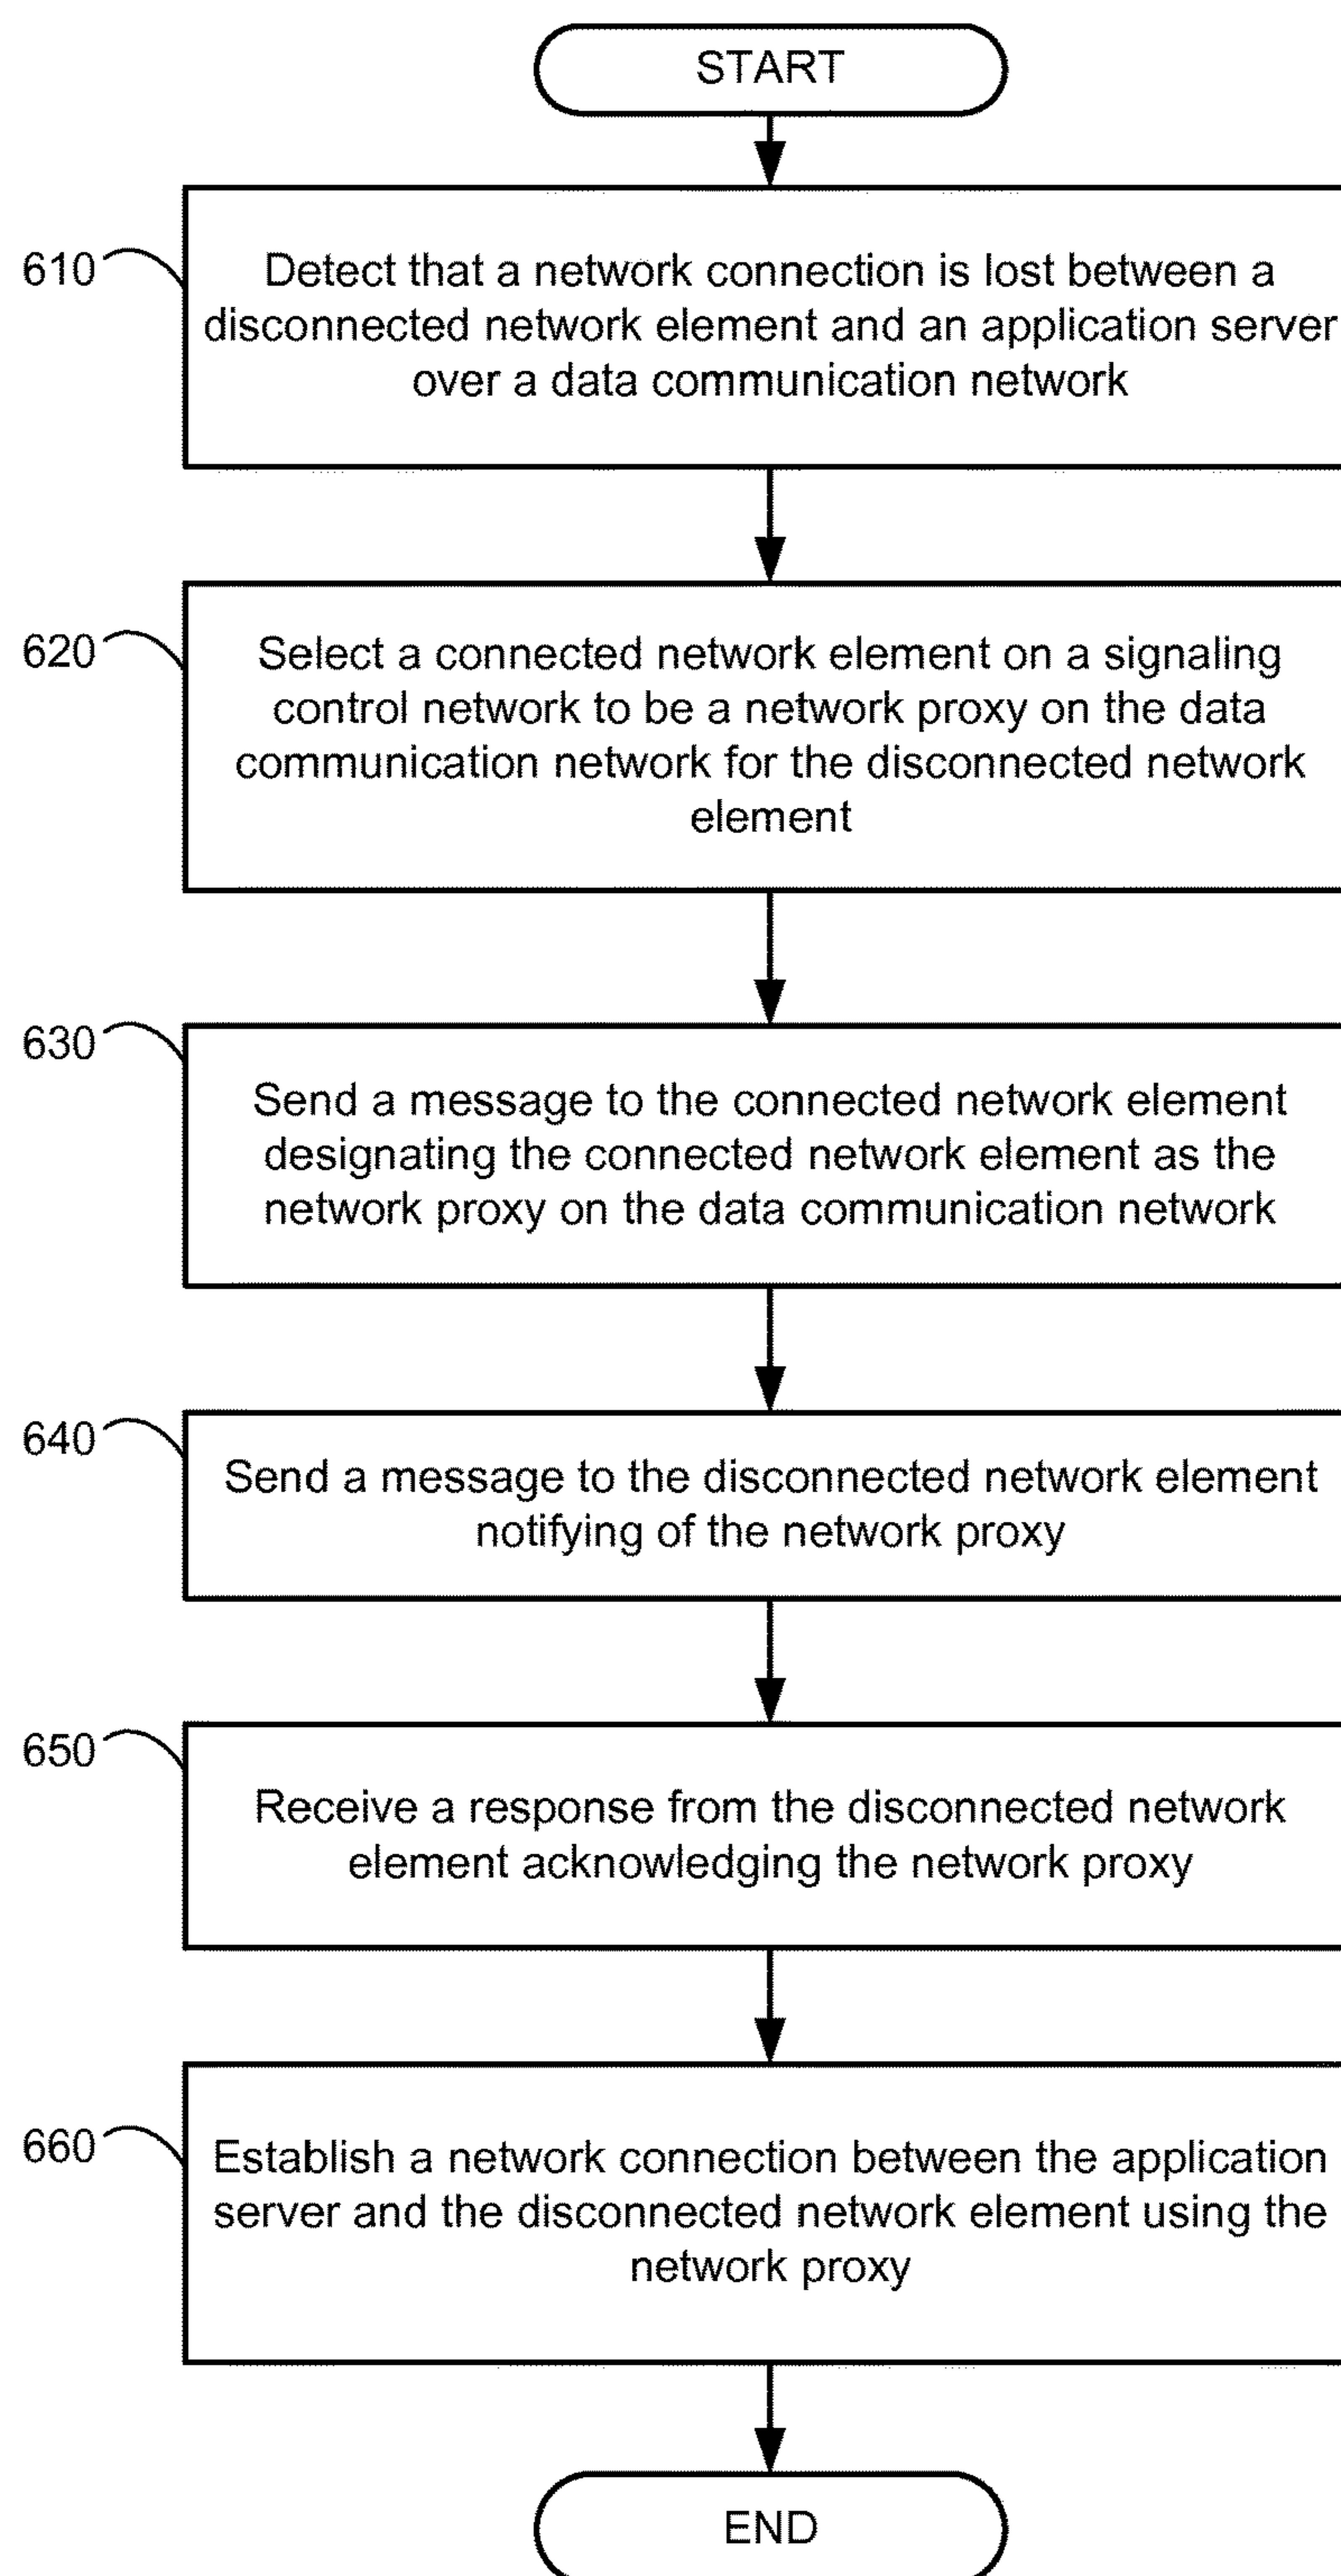 START
610
Detect that a network connection is lost between a
disconnected network element and an application server
over a data communication network
620
Select a connected network element on a signaling
control network to be a network proxy on the data
communication network for the disconnected network
element
630
Send a message to the connected network element
designating the connected network element as the
network proxy on the data communication network
640
Send a message to the disconnected network element
notifying of the network proxy
650
Receive a response from the disconnected network
element acknowledging the network proxy
660
Establish a network connection between the application
server and the disconnected network element using the
network proxy
END